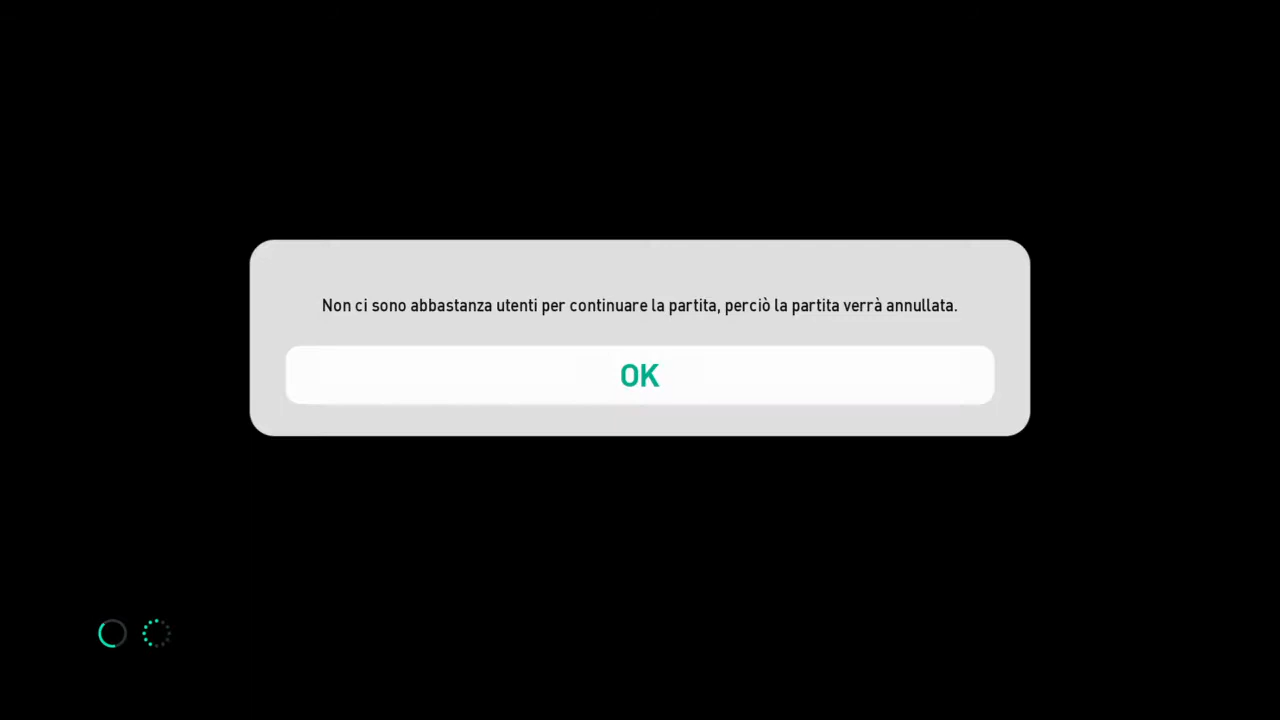 Non ci sono abbastanza utenti per continuare la partita, perciò la partita verrà annullata.
OK